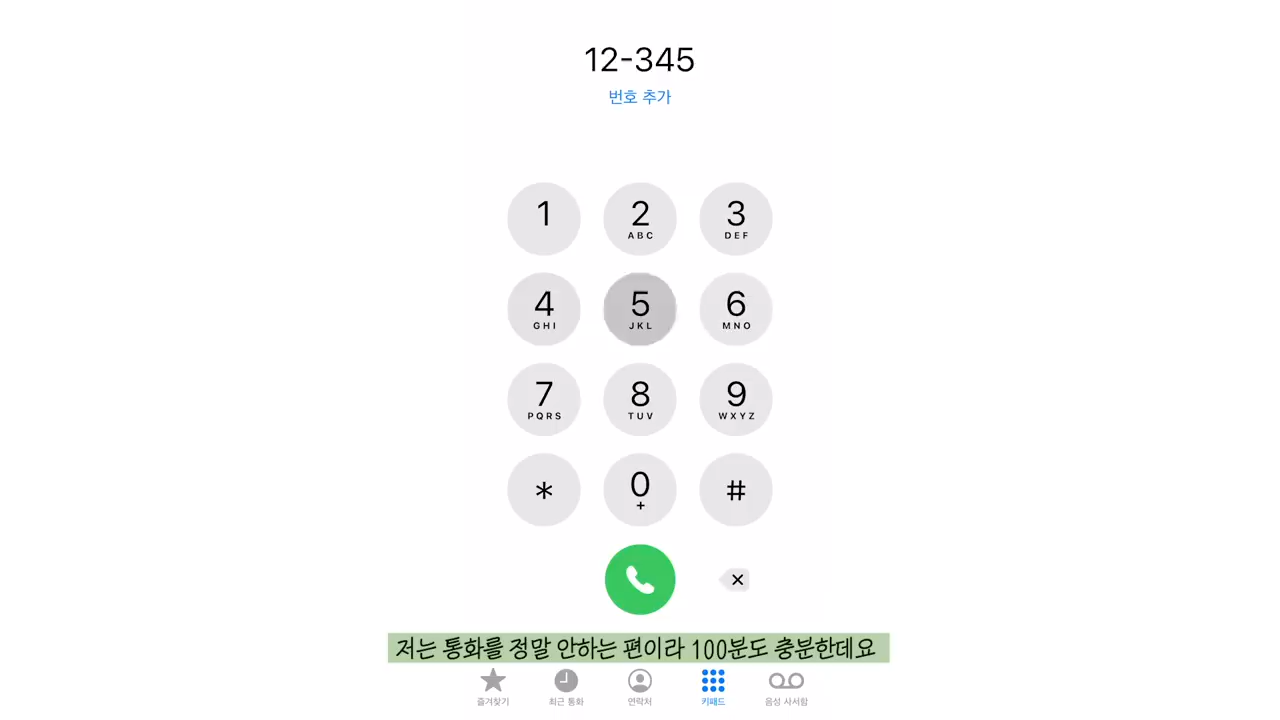 12-345
번호 추가
1 2 3
ABC DEF
4 5 6
GHI JKL MNO
7 8 9
PQRS TUV WXYZ
* 0 #
+
저는 통화를 정말 안하는 편이라 100분도 충분한데요
즐겨찾기 최근 통화 연락처 키패드 음성 사서함